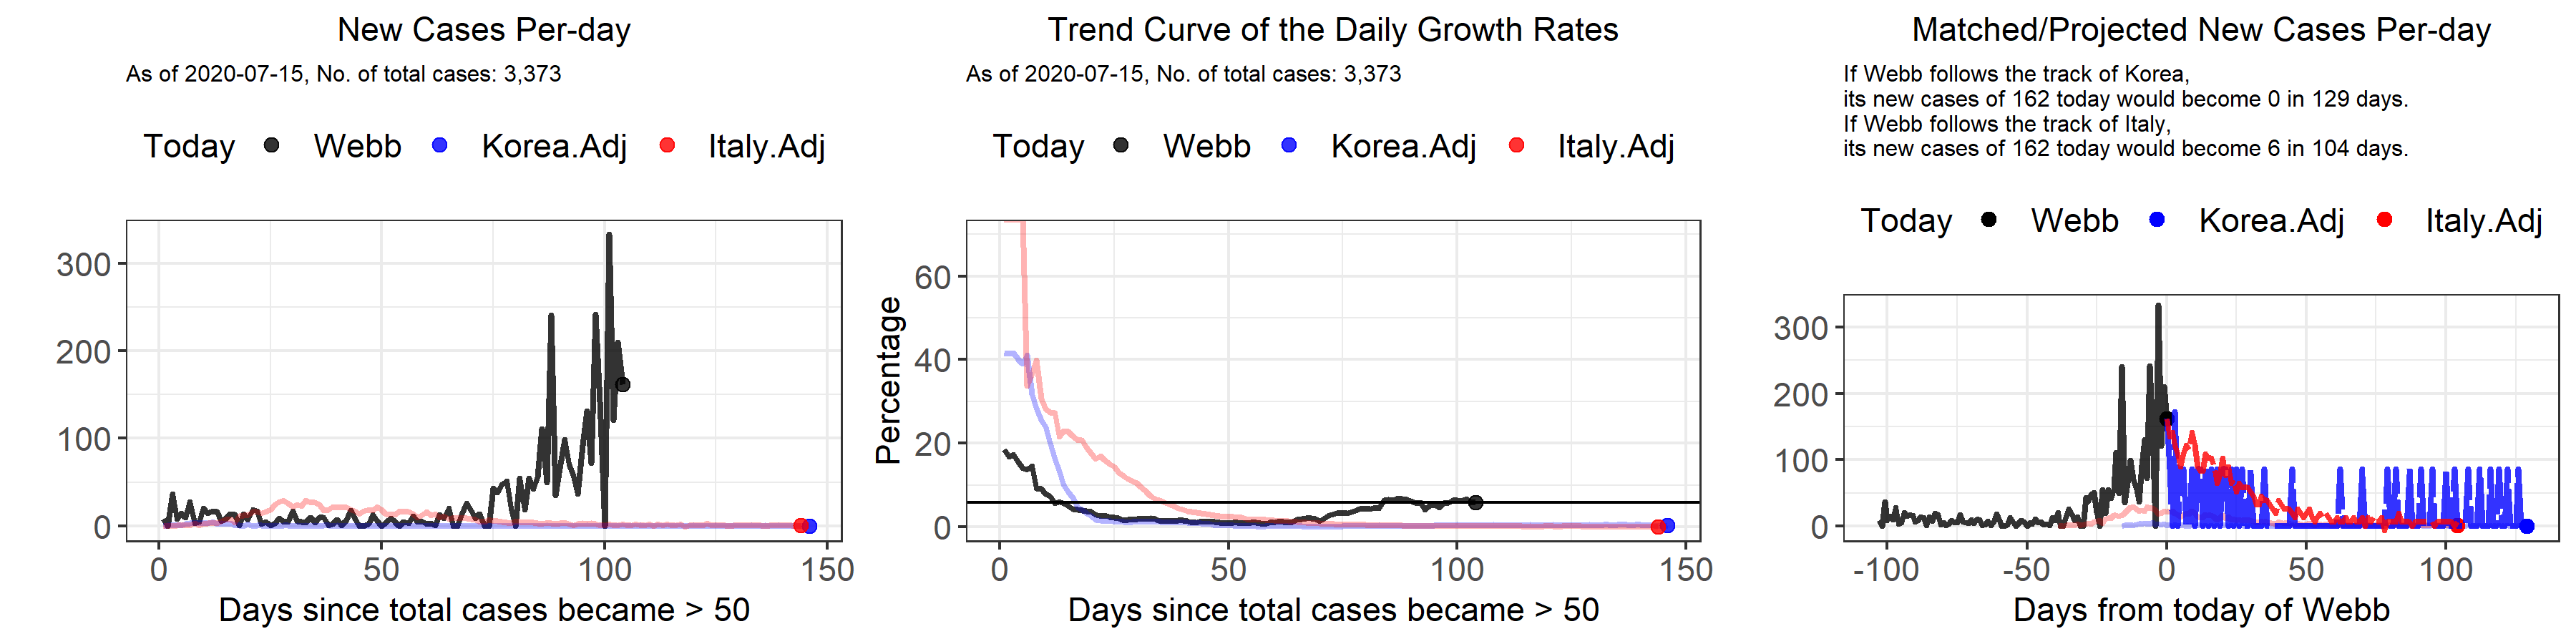 New Cases Per-day
As of 2020-07-15, No. of total cases: 3,373
Today Webb Korea.Adj Italy.Adj
300
200
100
0
0 50 100 150
Days since total cases became > 50
Trend Curve of the Daily Growth Rates
As of 2020-07-15, No. of total cases: 3,373
Today Webb Korea.Adj Italy.Adj
Percentage
60
40
20
0
0 50 100 150
Days since total cases became > 50
Matched/Projected New Cases Per-day
If Webb follows the track of Korea,
its new cases of 162 today would become 0 in 129 days.
If Webb follows the track of Italy,
its new cases of 162 today would become 6 in 104 days.
Today Webb Korea.Adj Italy.Adj
300
200
100
0
-100 -50 0 50 100
Days from today of Webb